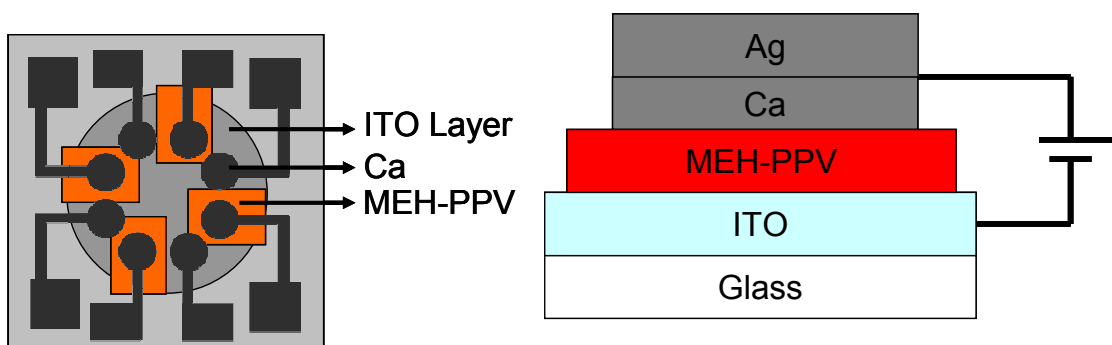 ITO Layer
Ca
MEH-PPV
Ag
Ca
MEH-PPV
ITO
Glass